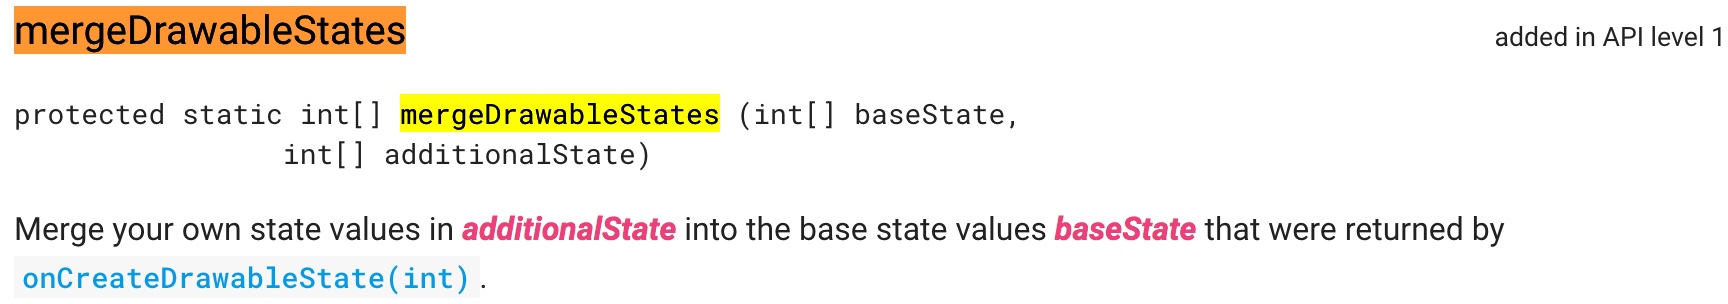 mergeDrawableStates
added in API level 1
protected static int[] mergeDrawableStates (int[] baseState,
int[] additionalState)
Merge your own state values in additionalState into the base state values baseState that were returned by
onCreateDrawableState(int).